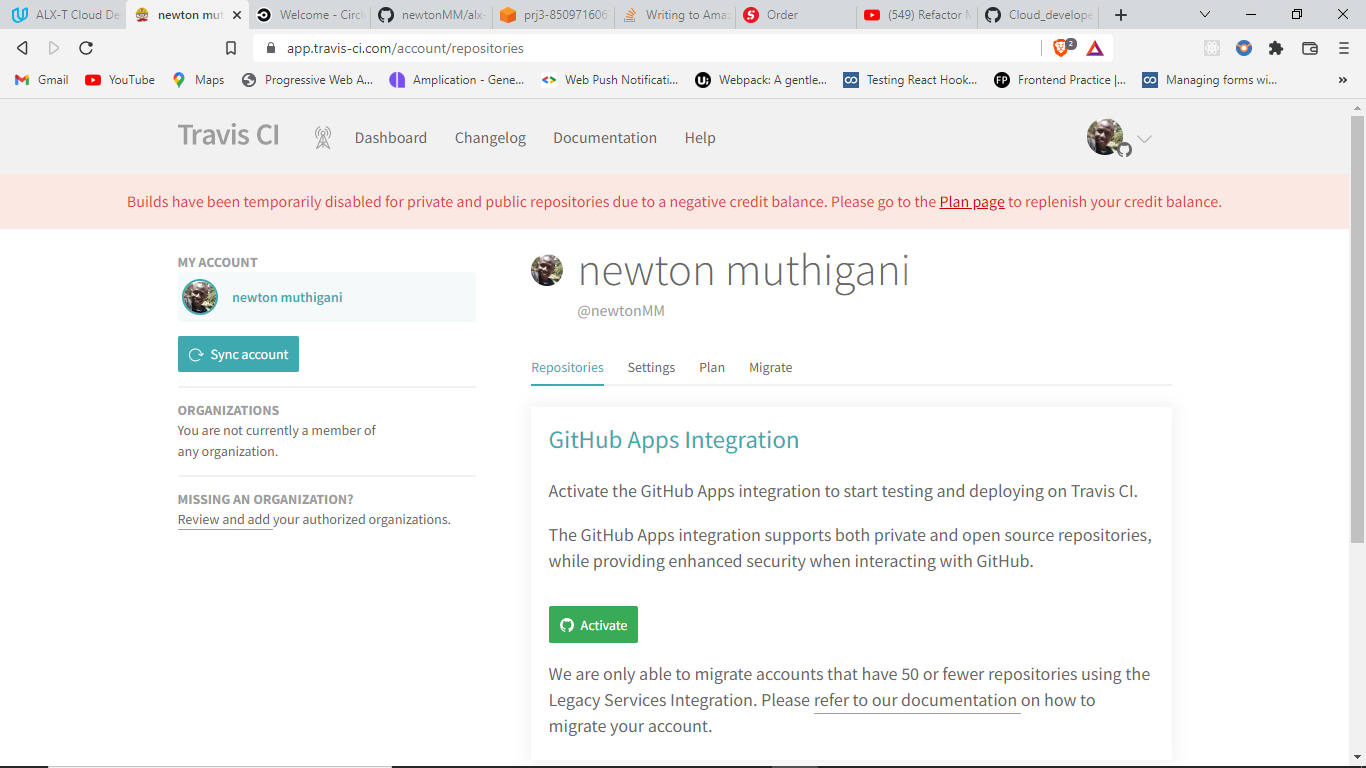 ALX-T Cloud De
newton mut
Welcome - Circl
newtonMM/alx-
prj3-850971606
Writing to Ama
Order
(549) Refactor M
Cloud_develope
app.travis-ci.com/account/repositories
2
Gmail
YouTube
Maps
Progressive Web A...
Amplication - Gene...
Web Push Notificati...
Webpack: A gentle...
Testing React Hook...
FP
Frontend Practice |...
Managing forms wi...
Travis CI
Dashboard
Changelog
Documentation
Help
Builds have been temporarily disabled for private and public repositories due to a negative credit balance. Please go to the Plan page to replenish your credit balance.
MY ACCOUNT
newton muthigani
Sync account
ORGANIZATIONS
You are not currently a member of
any organization.
MISSING AN ORGANIZATION?
Review and add your authorized organizations.
newton muthigani
@newtonMM
Repositories
Settings
Plan
Migrate
GitHub Apps Integration
Activate the GitHub Apps integration to start testing and deploying on Travis CI.
The GitHub Apps integration supports both private and open source repositories,
while providing enhanced security when interacting with GitHub.
Activate
We are only able to migrate accounts that have 50 or fewer repositories using the
Legacy Services Integration. Please refer to our documentation on how to
migrate your account.